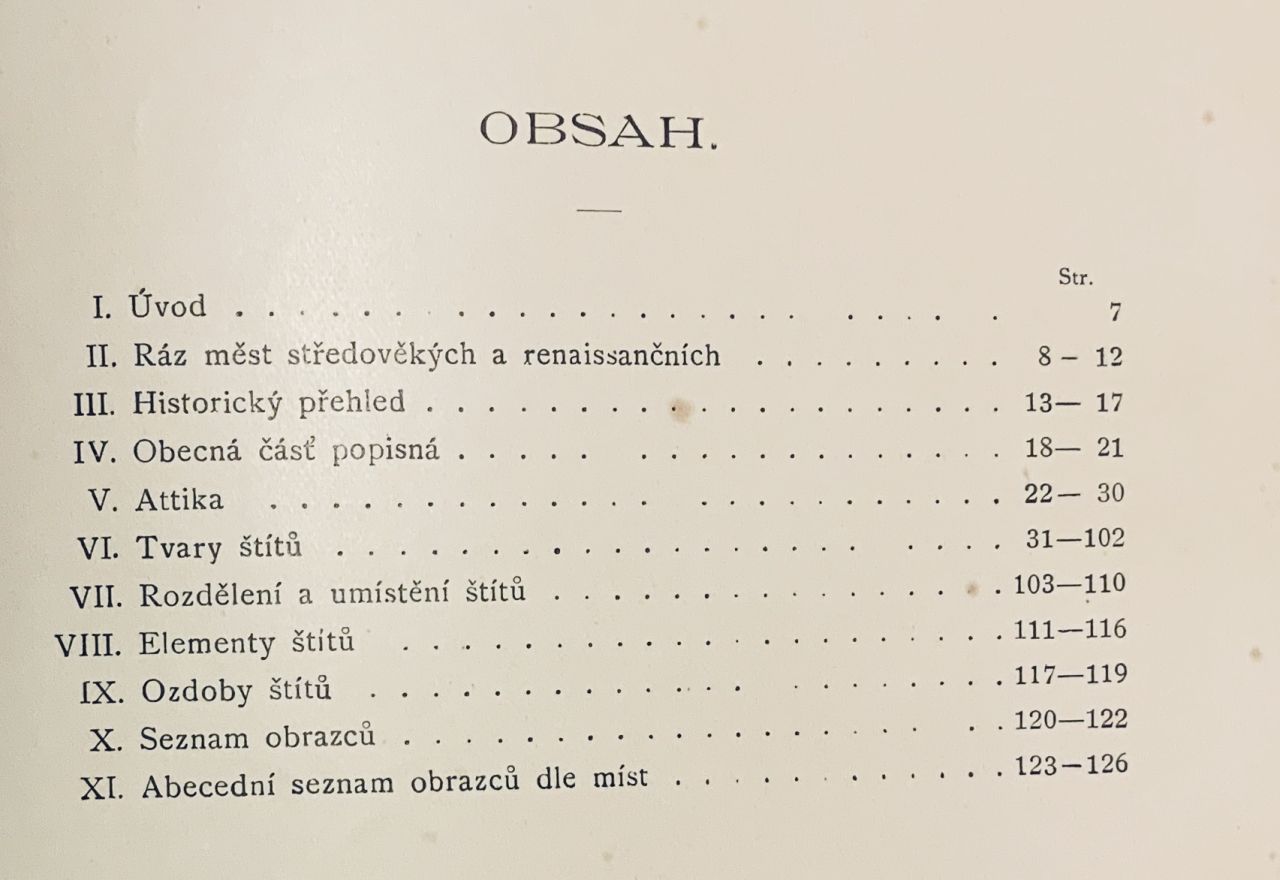 OBSAH.
Str.
I. Úvod . . . . . . . . . . . . . . . . . . . . . . 7
II. Ráz měst středověkých a renaissančních . . . . . . . . . 8 – 12
III. Historický přehled . . . . . . . . . . . . . . . . . . . 13— 17
IV. Obecná čásť popisná . . . . . . . . . . . . . . . . . 18— 21
V. Attika . . . . . . . . . . . . . . . . . . . . . . . 22— 30
VI. Tvary štítů . . . . . . . . . . . . . . . . . . . . . 31—102
VII. Rozdělení a umístění štítů . . . . . . . . . . . . . . . 103—110
VIII. Elementy štítů . . . . . . . . . . . . . . . . . . . . 111—116
IX. Ozdoby štítů . . . . . . . . . . . . . . . . . . . . 117—119
X. Seznam obrazců . . . . . . . . . . . . . . . . . . . 120—122
XI. Abecední seznam obrazců dle míst . . . . . . . . . . . 123—126